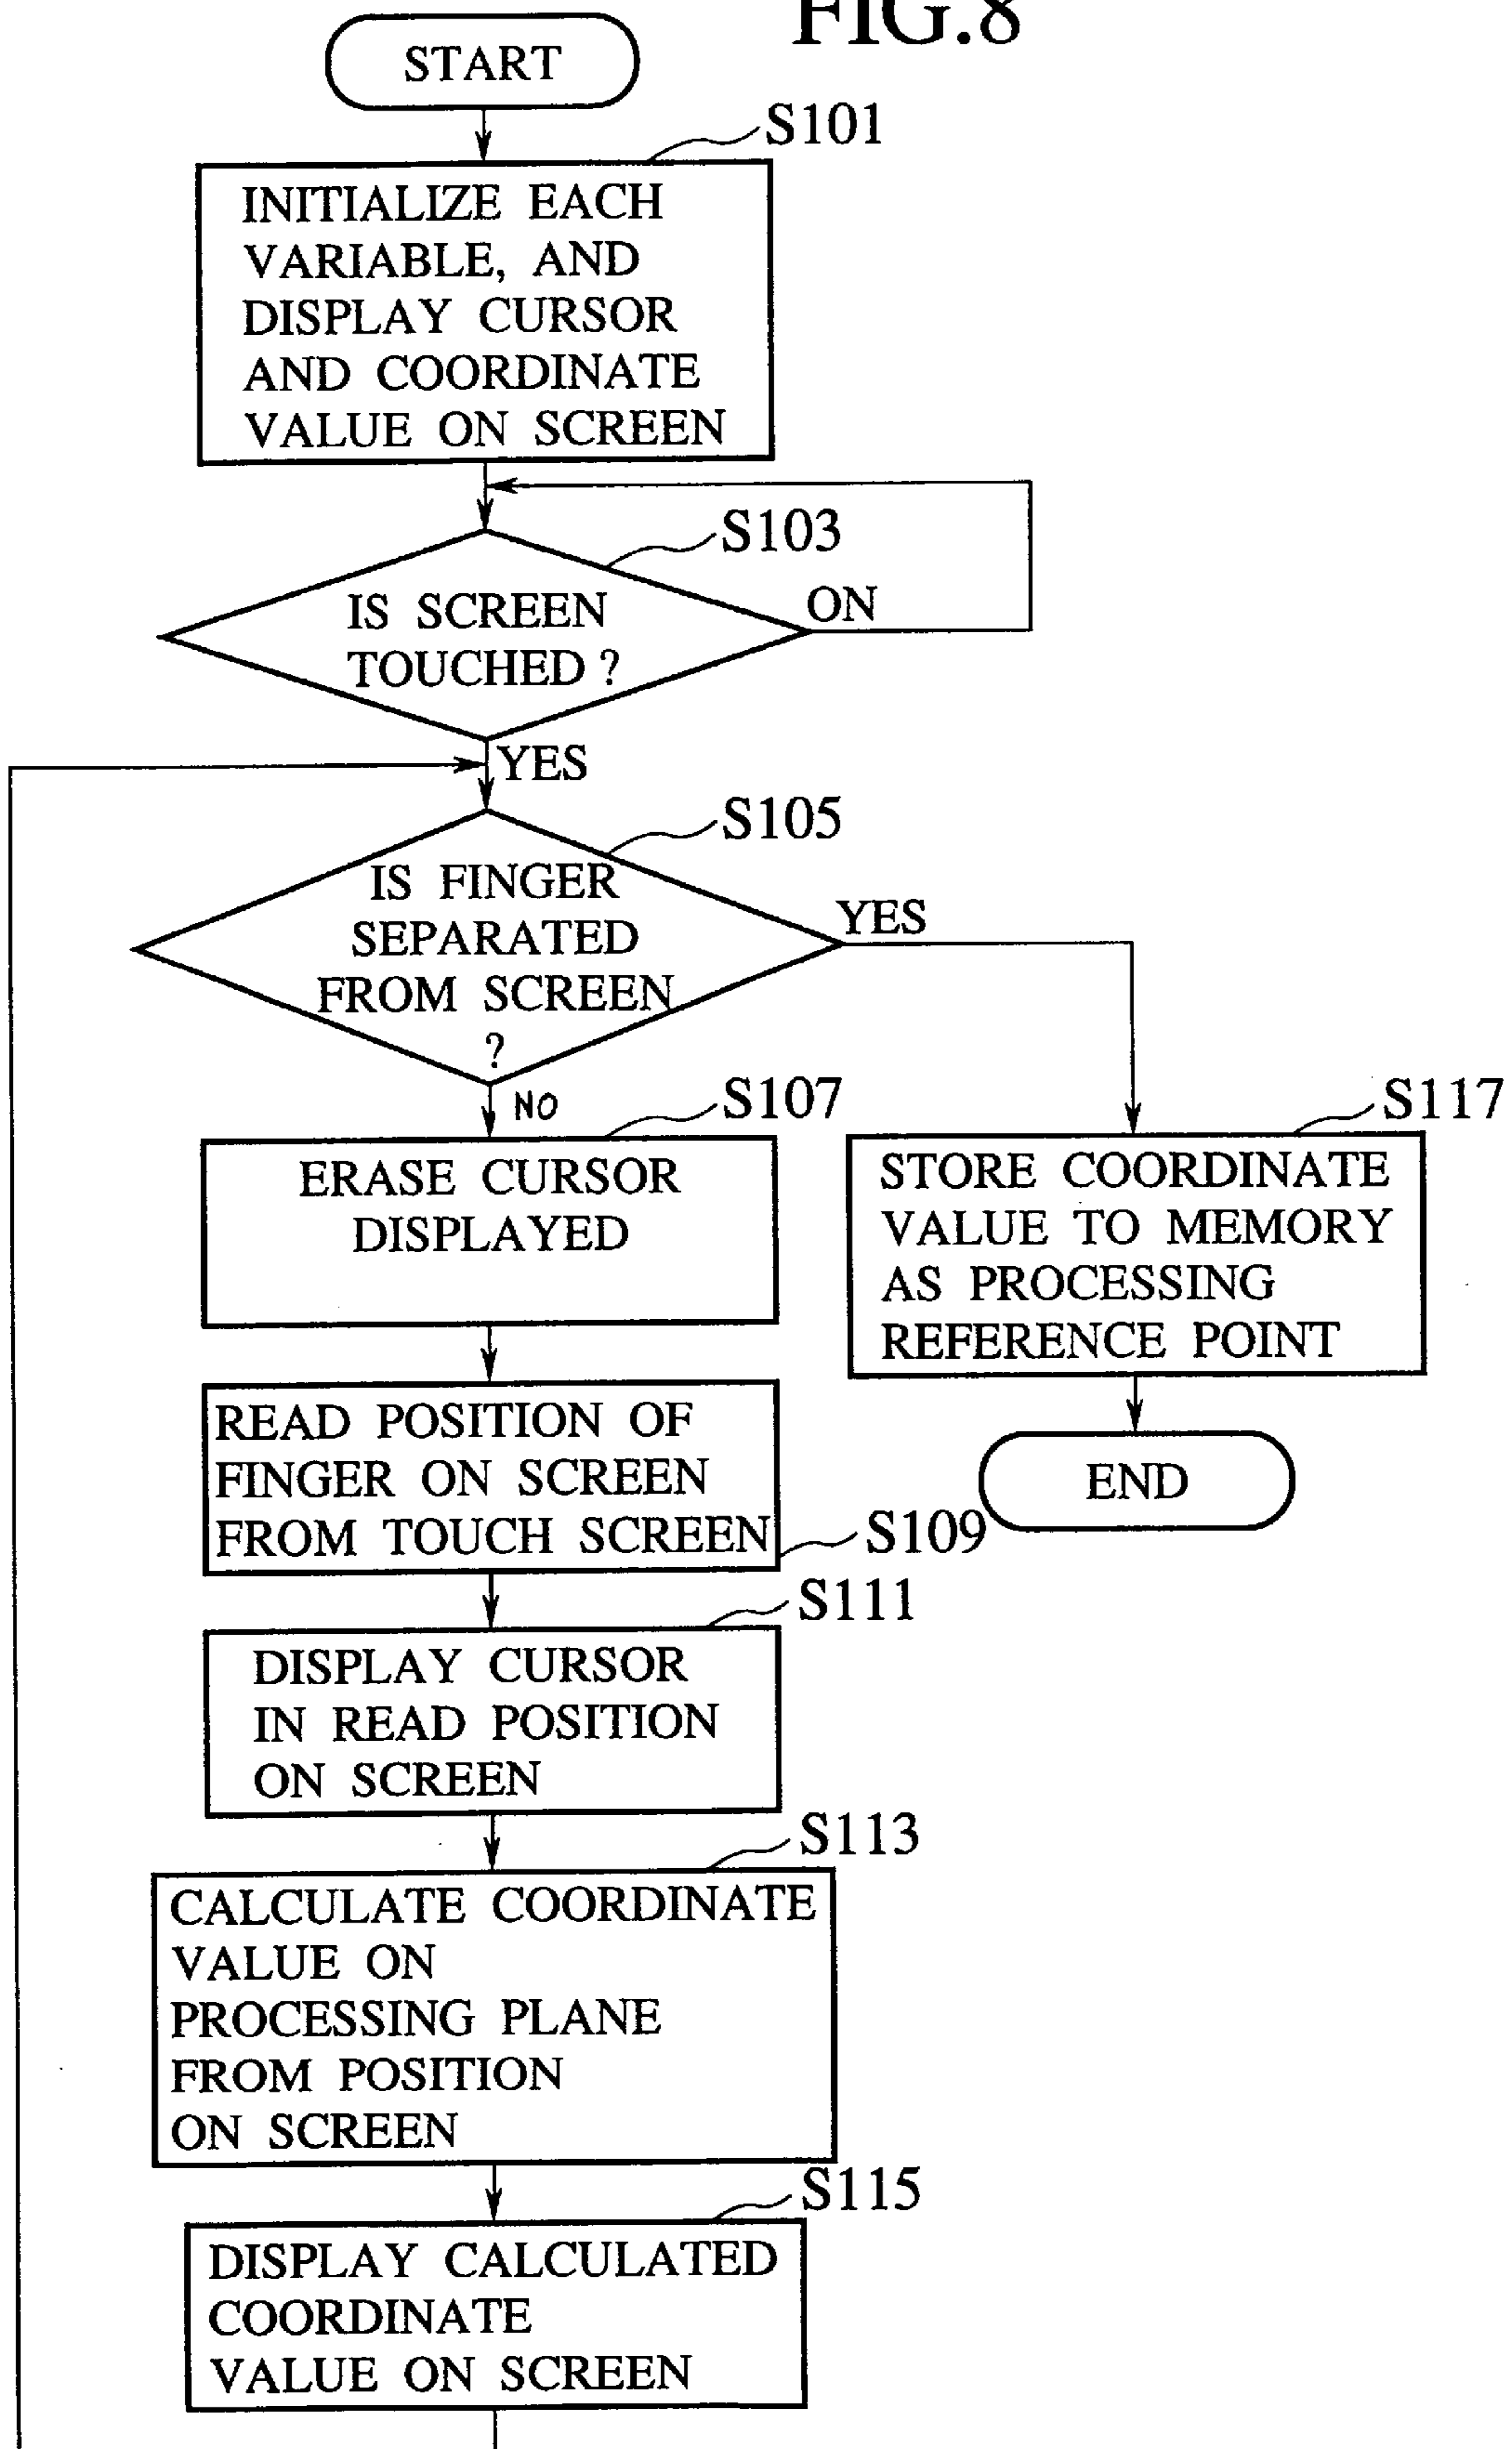 FIG.8
START
S101
INITIALIZE EACH
VARIABLE, AND
DISPLAY CURSOR
AND COORDINATE
VALUE ON SCREEN
S103
IS SCREEN
TOUCHED ?
ON
YES
S105
IS FINGER
SEPARATED
FROM SCREEN
?
YES
NO
S107
ERASE CURSOR
DISPLAYED
S117
STORE COORDINATE
VALUE TO MEMORY
AS PROCESSING
REFERENCE POINT
END
READ POSITION OF
FINGER ON SCREEN
FROM TOUCH SCREEN
S109
S111
DISPLAY CURSOR
IN READ POSITION
ON SCREEN
S113
CALCULATE COORDINATE
VALUE ON
PROCESSING PLANE
FROM POSITION
ON SCREEN
S115
DISPLAY CALCULATED
COORDINATE
VALUE ON SCREEN